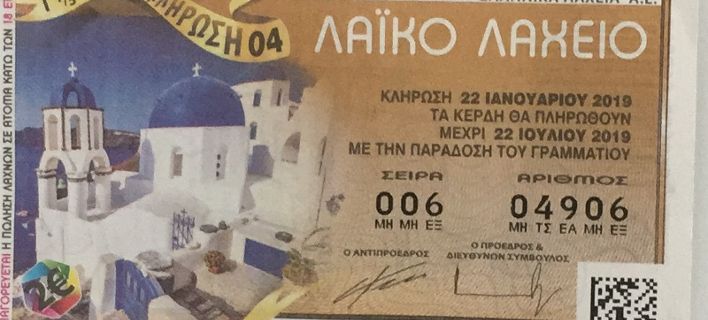 ΚΛΗΡΩΣΗ 04
ΛΑΪΚΟ ΛΑΧΕΙΟ
ΚΛΗΡΩΣΗ 22 ΙΑΝΟΥΑΡΙΟΥ 2019
ΤΑ ΚΕΡΔΗ ΘΑ ΠΛΗΡΩΘΟΥΝ
ΜΕΧΡΙ 22 ΙΟΥΛΙΟΥ 2019
ΜΕ ΤΗΝ ΠΑΡΑΔΟΣΗ ΤΟΥ ΓΡΑΜΜΑΤΙΟΥ
ΣΕΙΡΑ ΑΡΙΘΜΟΣ
006 04906
ΜΗ ΜΗ ΕΞ ΜΗ ΤΣ ΕΑ ΜΗ ΕΞ
Ο ΑΝΤΙΠΡΟΕΔΡΟΣ Ο ΠΡΟΕΔΡΟΣ &
ΔΙΕΥΘΥΝΩΝ ΣΥΜΒΟΥΛΟΣ
2€
Η ΠΩΛΗΣΗ ΛΑΧΝΩΝ ΣΕ ΑΤΟΜΑ ΚΑΤΩ ΤΩΝ 18